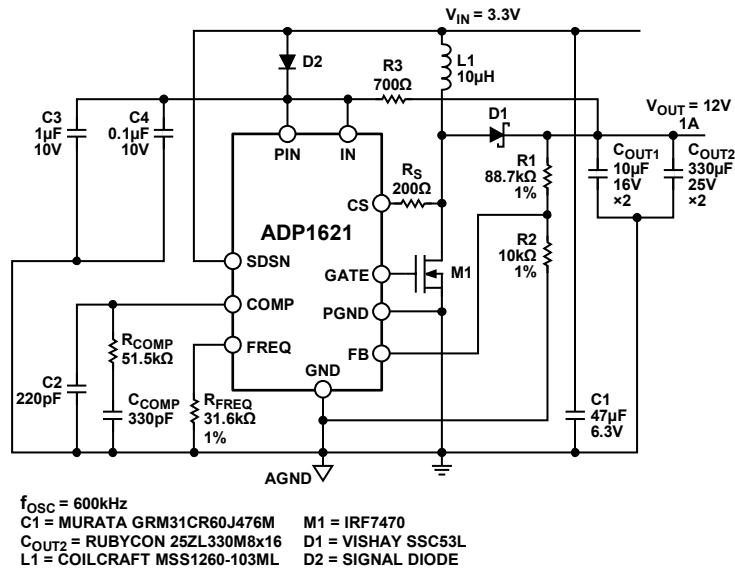 V_IN = 3.3V
D2
L1
10µH
R3
700Ω
C3
1µF
10V
C4
0.1µF
10V
D1
V_OUT = 12V
1A
PIN
IN
R_S
200Ω
R1
88.7kΩ
1%
C_OUT1
10µF
16V
×2
C_OUT2
330µF
25V
×2
CS
ADP1621
R2
10kΩ
1%
SDSN
GATE
M1
COMP
PGND
R_COMP
51.5kΩ
FREQ
FB
GND
C2
220pF
C_COMP
330pF
R_FREQ
31.6kΩ
1%
C1
47µF
6.3V
AGND
f_OSC = 600kHz
C1 = MURATA GRM31CR60J476M
C_OUT2 = RUBYCON 25ZL330M8x16
L1 = COILCRAFT MSS1260-103ML
M1 = IRF7470
D1 = VISHAY SSC53L
D2 = SIGNAL DIODE